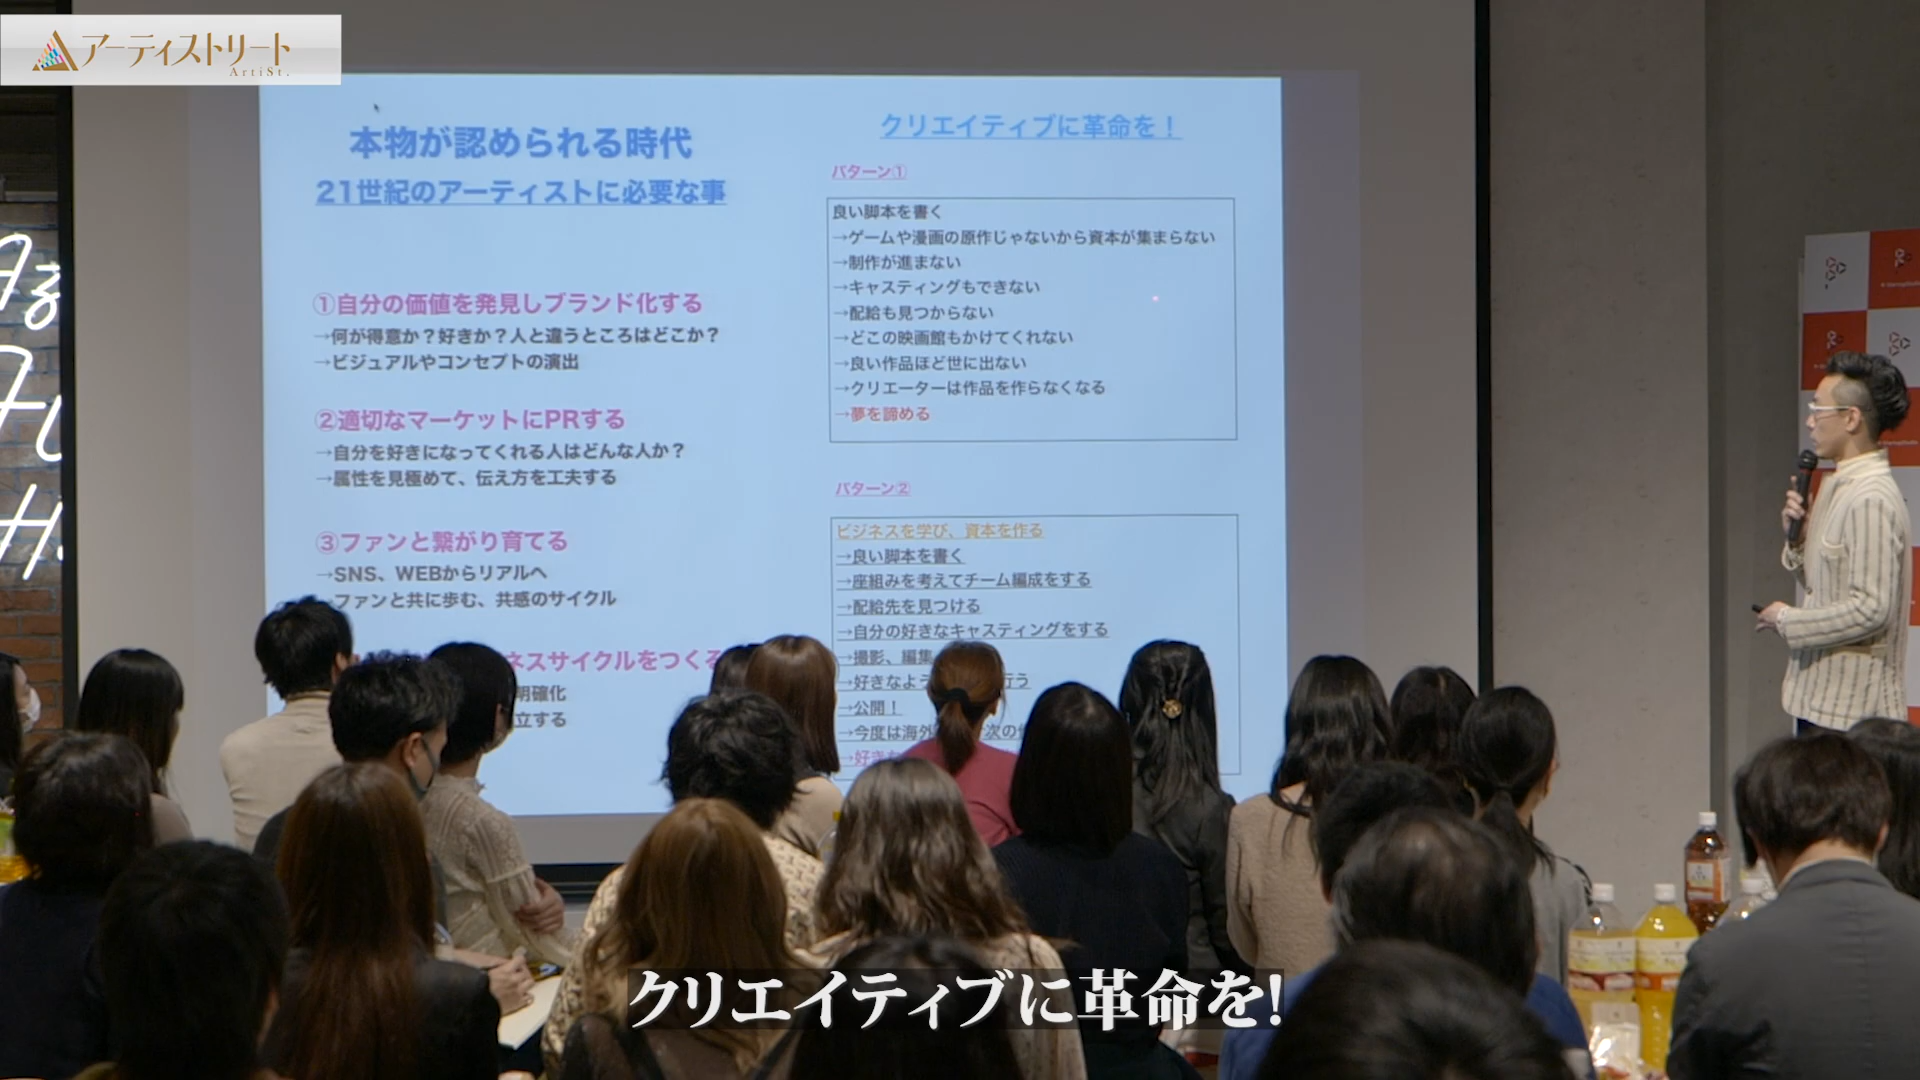 アーティストリート
ArtiSt.
本物が認められる時代
21世紀のアーティストに必要な事
①自分の価値を発見しブランド化する
→何が得意か？好きか？人と違うところはどこか？
→ビジュアルやコンセプトの演出
②適切なマーケットにPRする
→自分を好きになってくれる人はどんな人か？
→属性を見極めて、伝え方を工夫する
③ファンと繋がり育てる
→SNS、WEBからリアルへ
→ファンと共に歩む、共感のサイクル
ネスサイクルをつくる
明確化
立する
クリエイティブに革命を！
パターン①
良い脚本を書く
→ゲームや漫画の原作じゃないから資本が集まらない
→制作が進まない
→キャスティングもできない
→配給も見つからない
→どこの映画館もかけてくれない
→良い作品ほど世に出ない
→クリエーターは作品を作らなくなる
→夢を諦める
パターン②
ビジネスを学び、資本を作る
→良い脚本を書く
→座組みを考えてチーム編成をする
→配給先を見つける
→自分の好きなキャスティングをする
→撮影、編集
→好きなよう 行う
→公開！
→今度は海外 次の
→好き
クリエイティブに革命を!